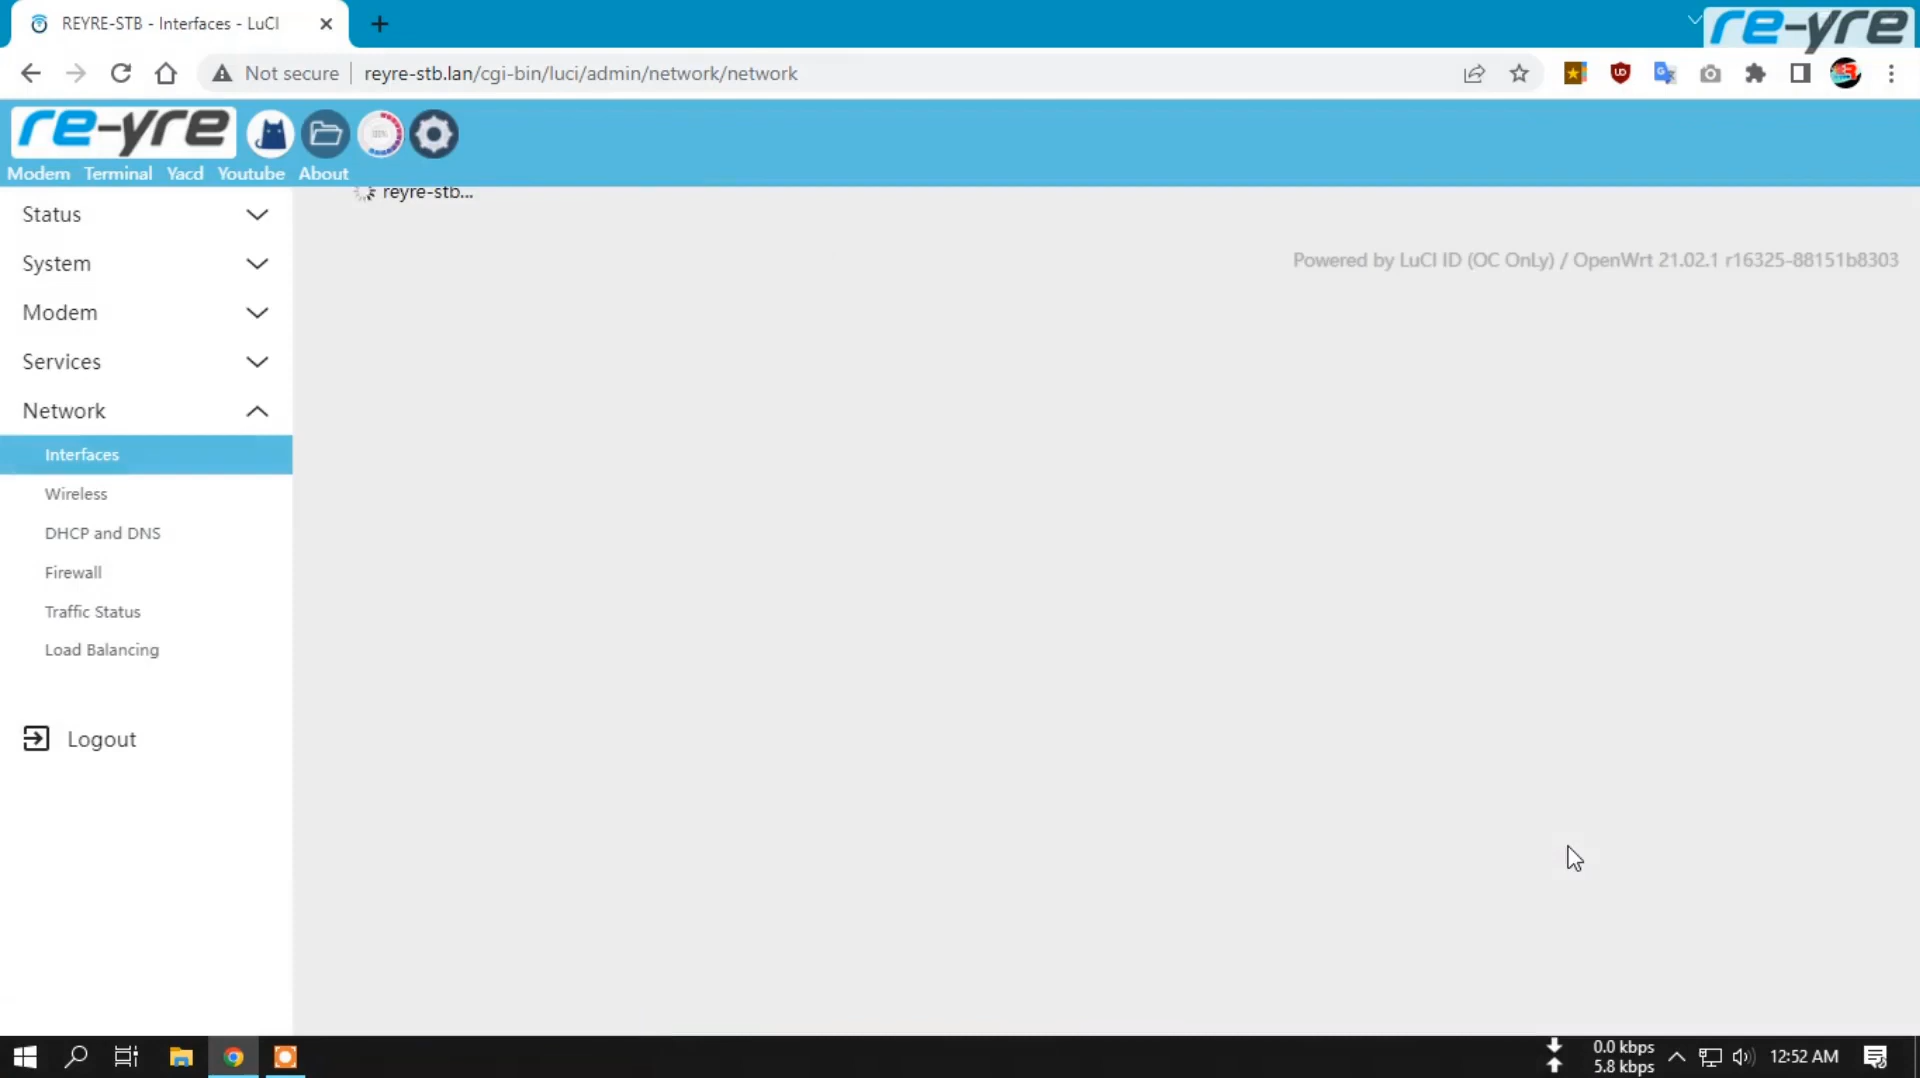 REYRE-STB - Interfaces - LuCI
re-yre
Not secure
reyre-stb.lan/cgi-bin/luci/admin/network/network
re-yre
Modem Terminal Yacd Youtube About
reyre-stb...
Status
System
Modem
Services
Network
Interfaces
Wireless
DHCP and DNS
Firewall
Traffic Status
Load Balancing
Logout
Powered by LuCI ID (OC OnLy) / OpenWrt 21.02.1 r16325-88151b8303
0.0 kbps
5.8 kbps
12:52 AM